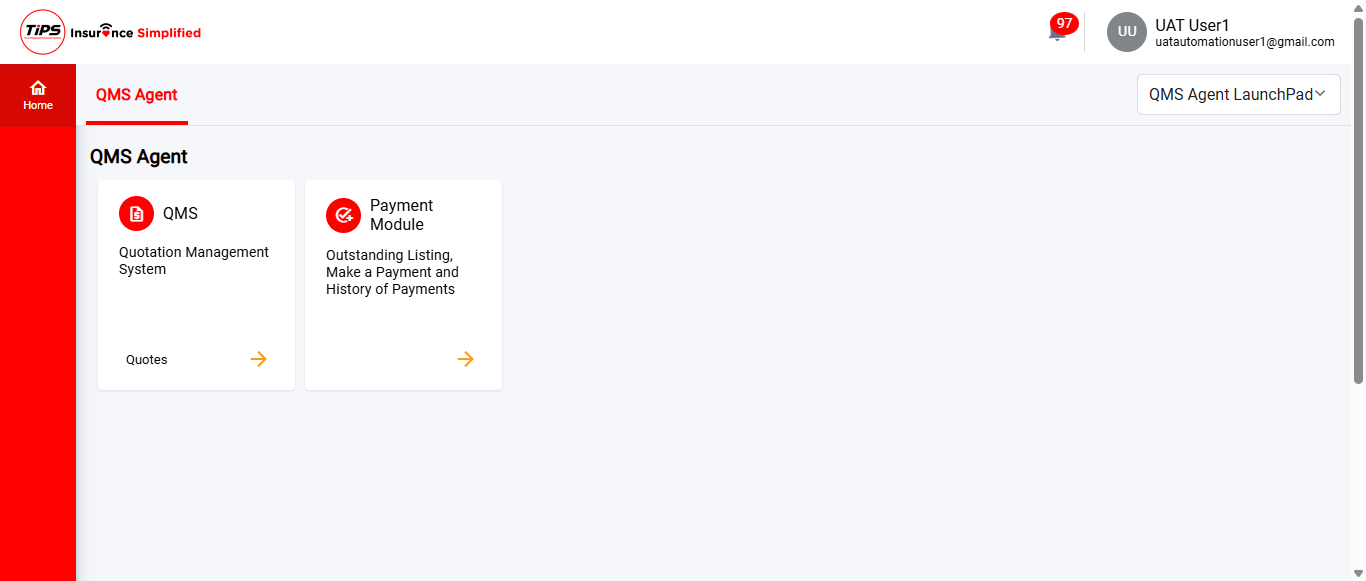 TiPS Insurance Simplified
97
UU
UAT User1
uatautomationuser1@gmail.com
Home
QMS Agent
QMS Agent LaunchPad
QMS Agent
QMS
Quotation Management
System
Quotes
Payment
Module
Outstanding Listing,
Make a Payment and
History of Payments